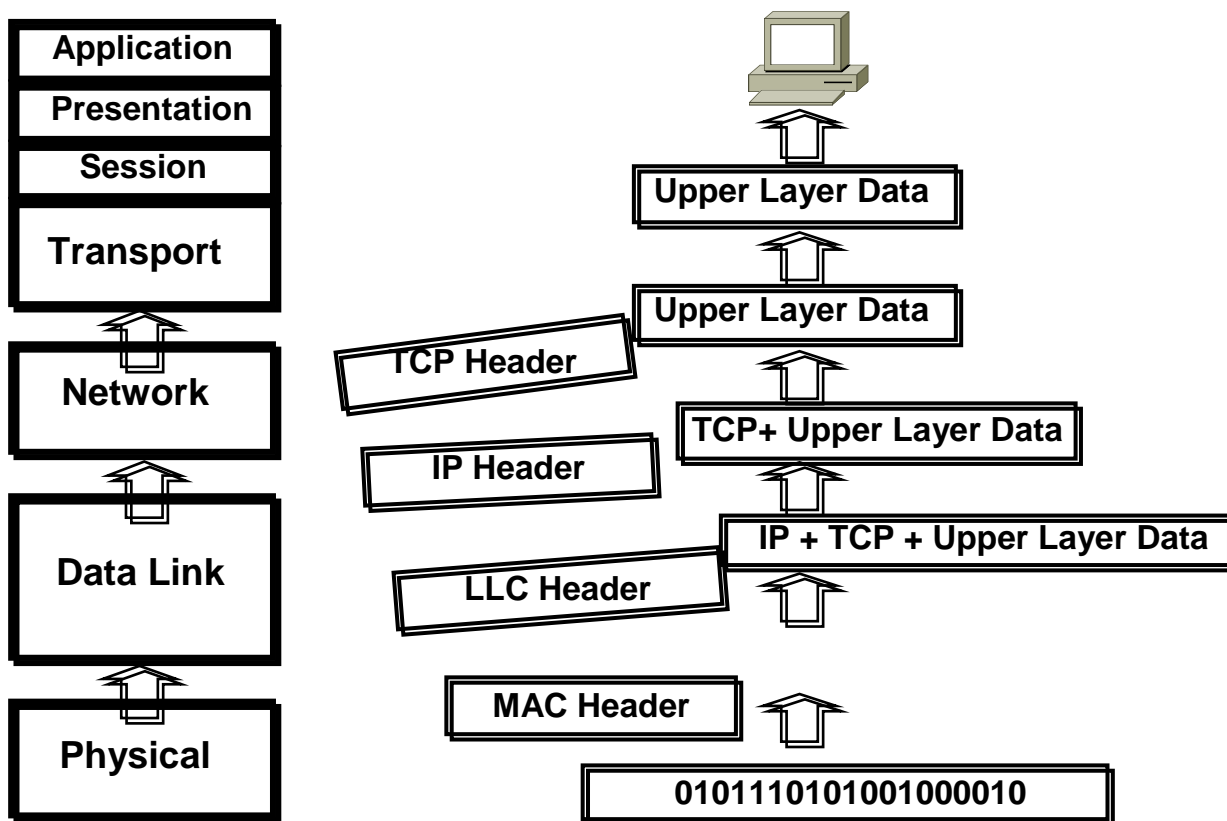 Application
Presentation
Session
Transport
Network
Data Link
Physical
Upper Layer Data
Upper Layer Data
TCP Header
TCP+ Upper Layer Data
IP Header
IP + TCP + Upper Layer Data
LLC Header
MAC Header
0101110101001000010